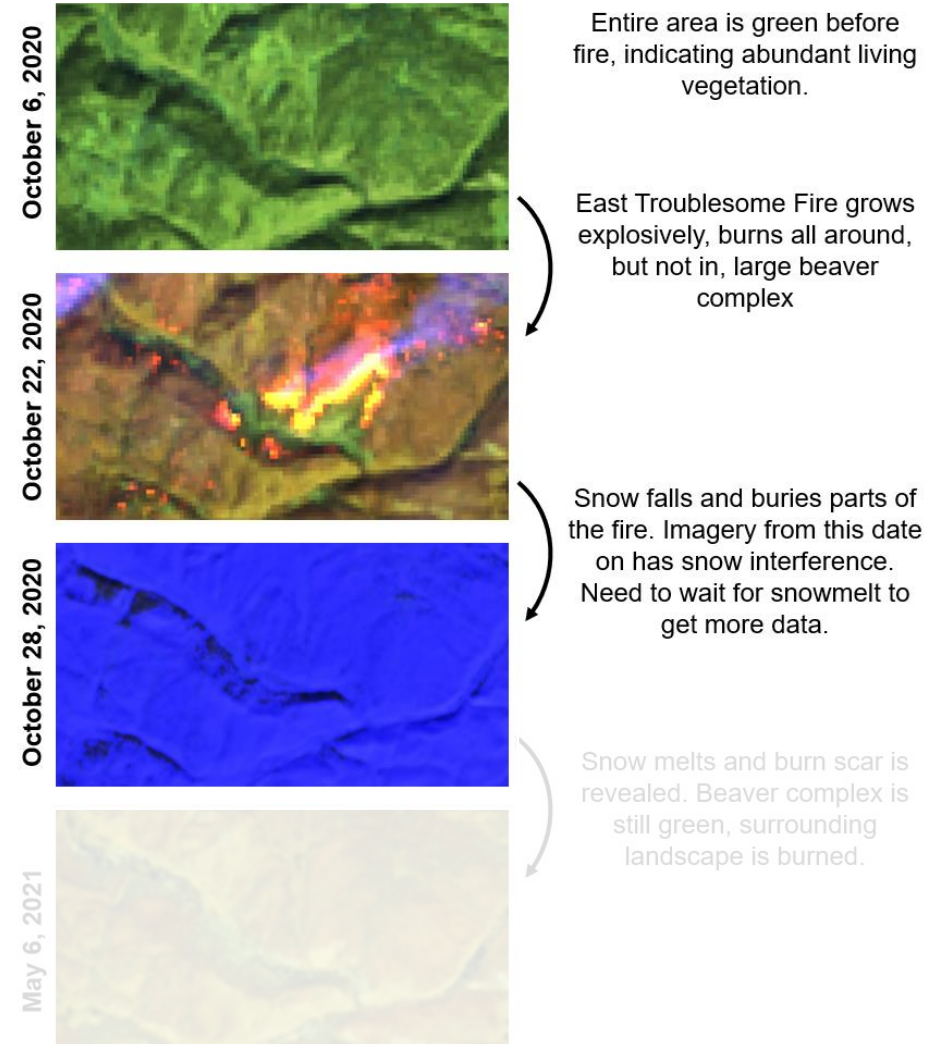 October 6, 2020
Entire area is green before
fire, indicating abundant living
vegetation.
East Troublesome Fire grows
explosively, burns all around,
but not in, large beaver
complex
October 22, 2020
Snow falls and buries parts of
the fire. Imagery from this date
on has snow interference.
Need to wait for snowmelt to
get more data.
October 28, 2020
Snow melts and burn scar is
revealed. Beaver complex is
still green, surrounding
landscape is burned.
May 6, 2021